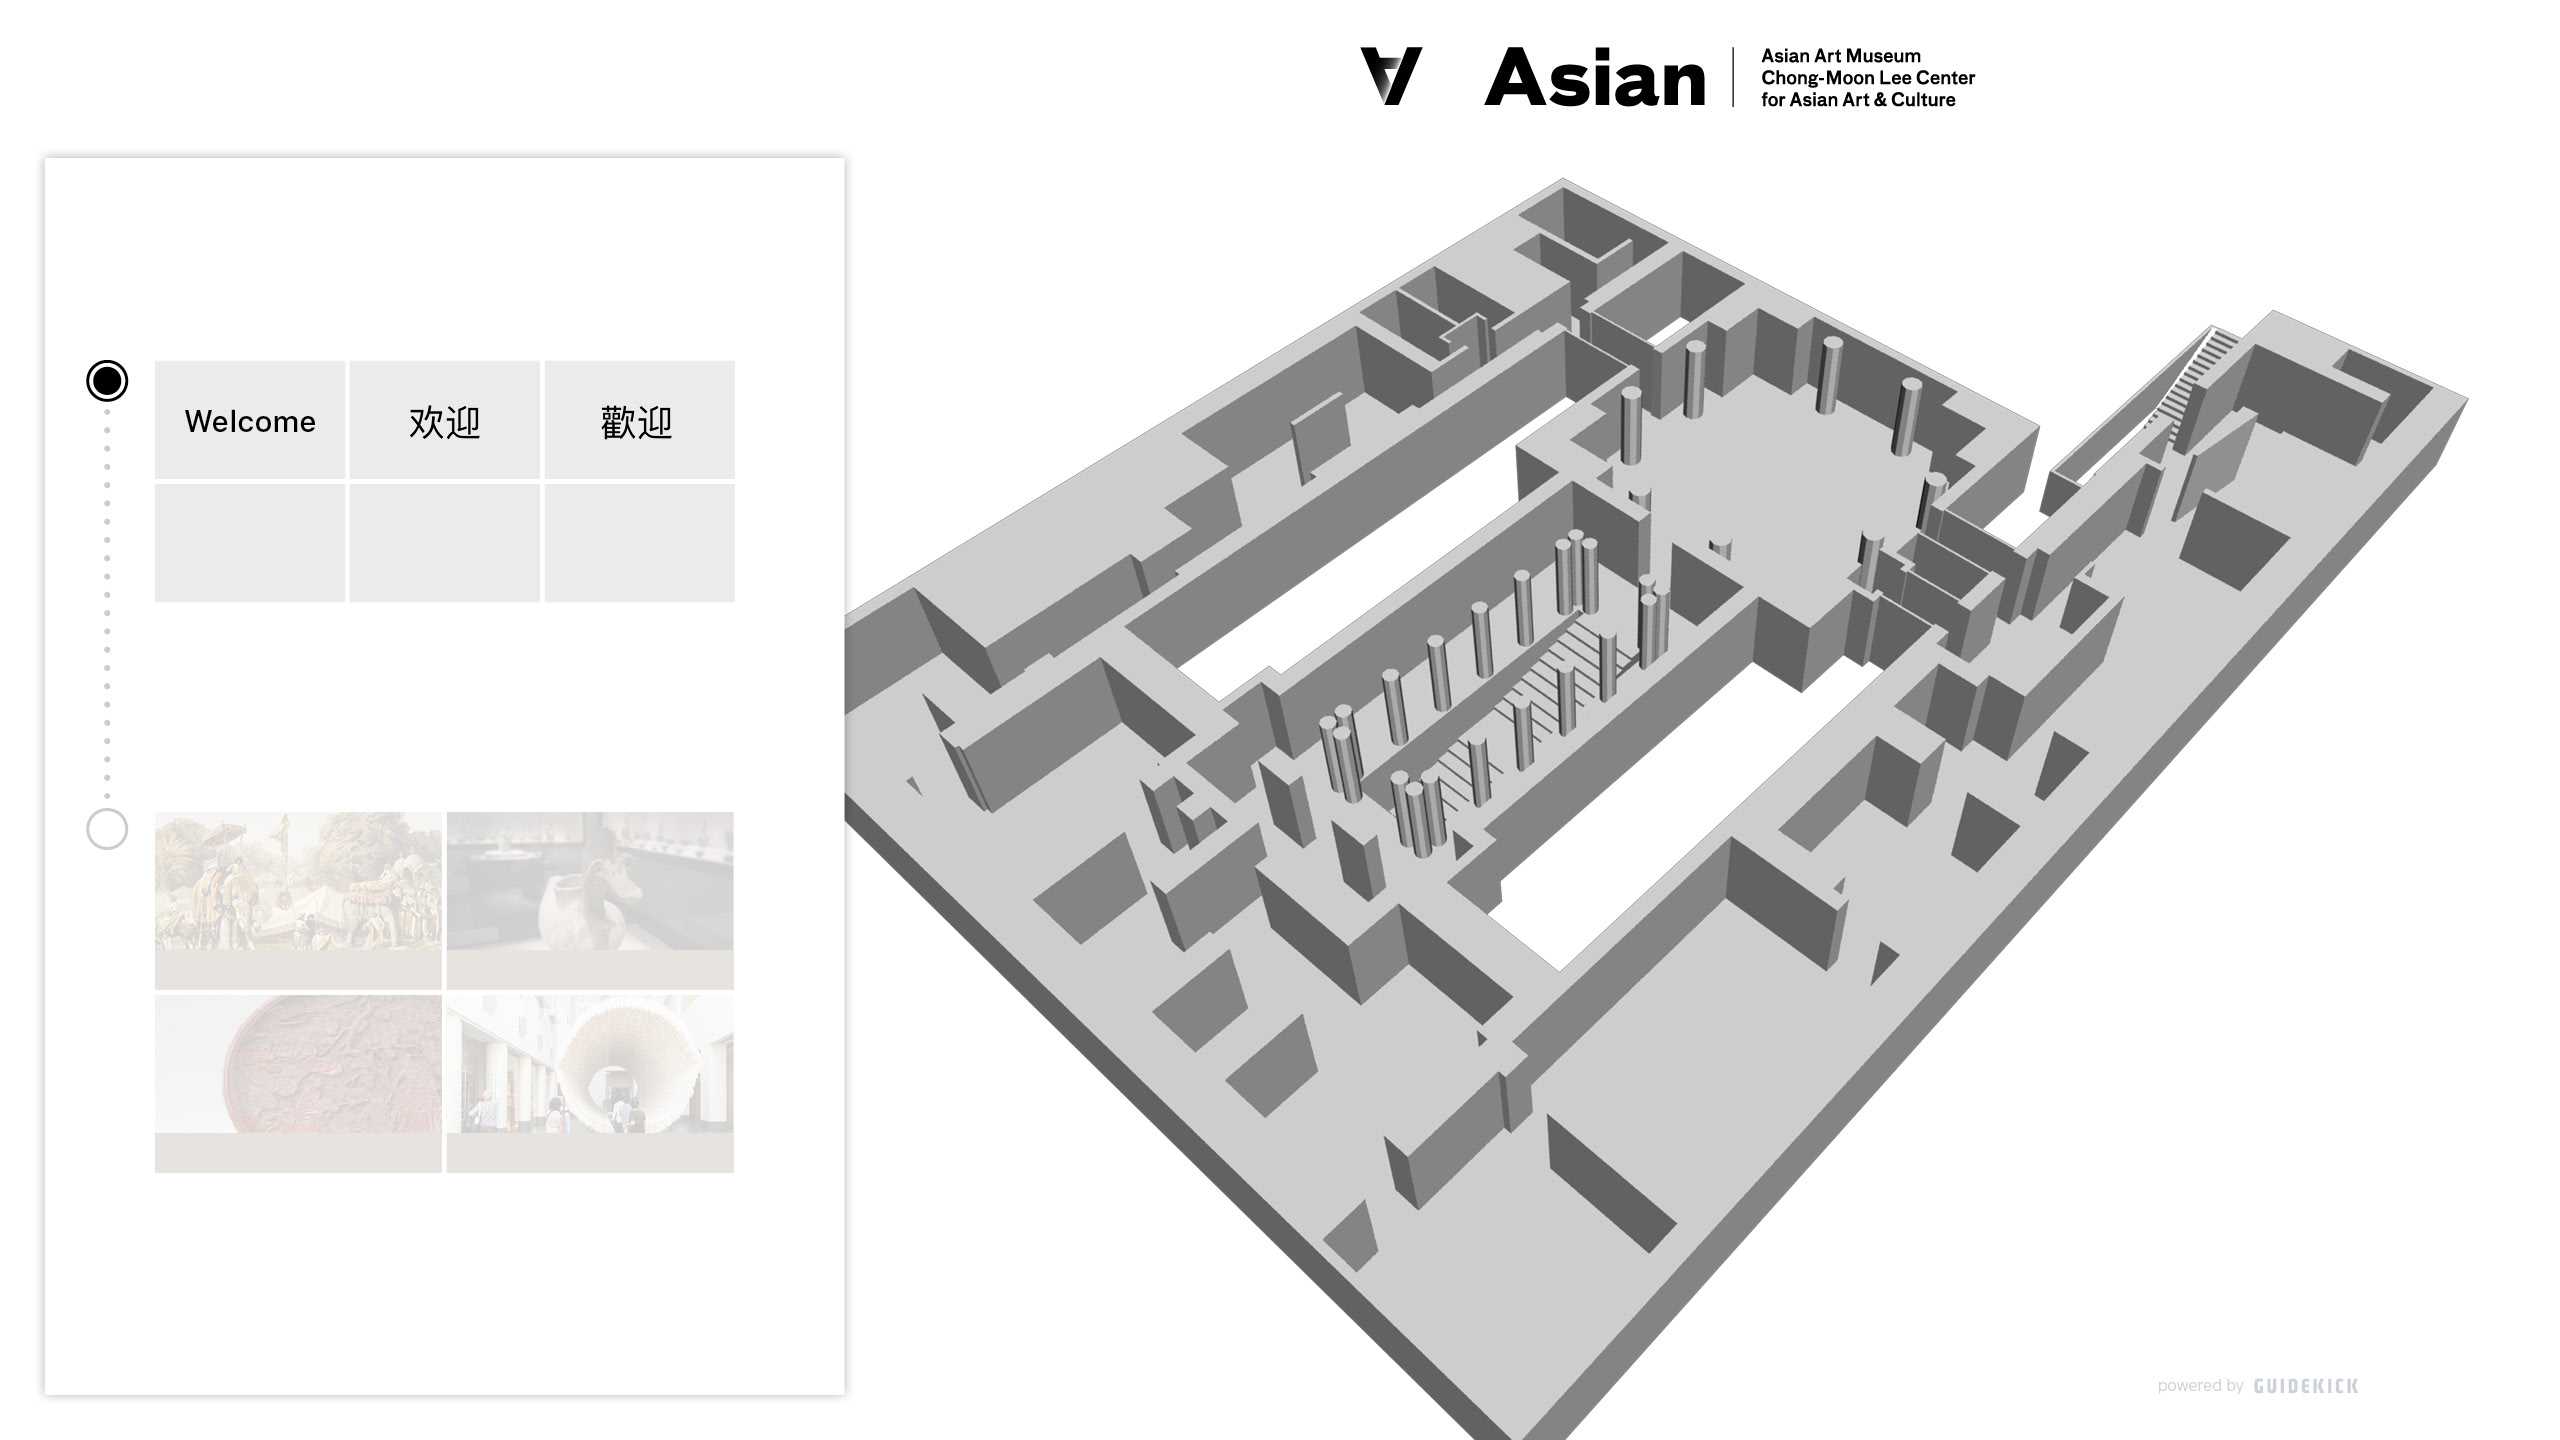 Asian
Asian Art Museum
Chong-Moon Lee Center
for Asian Art & Culture
Welcome
欢迎
歡迎
powered by GUIDEKICK